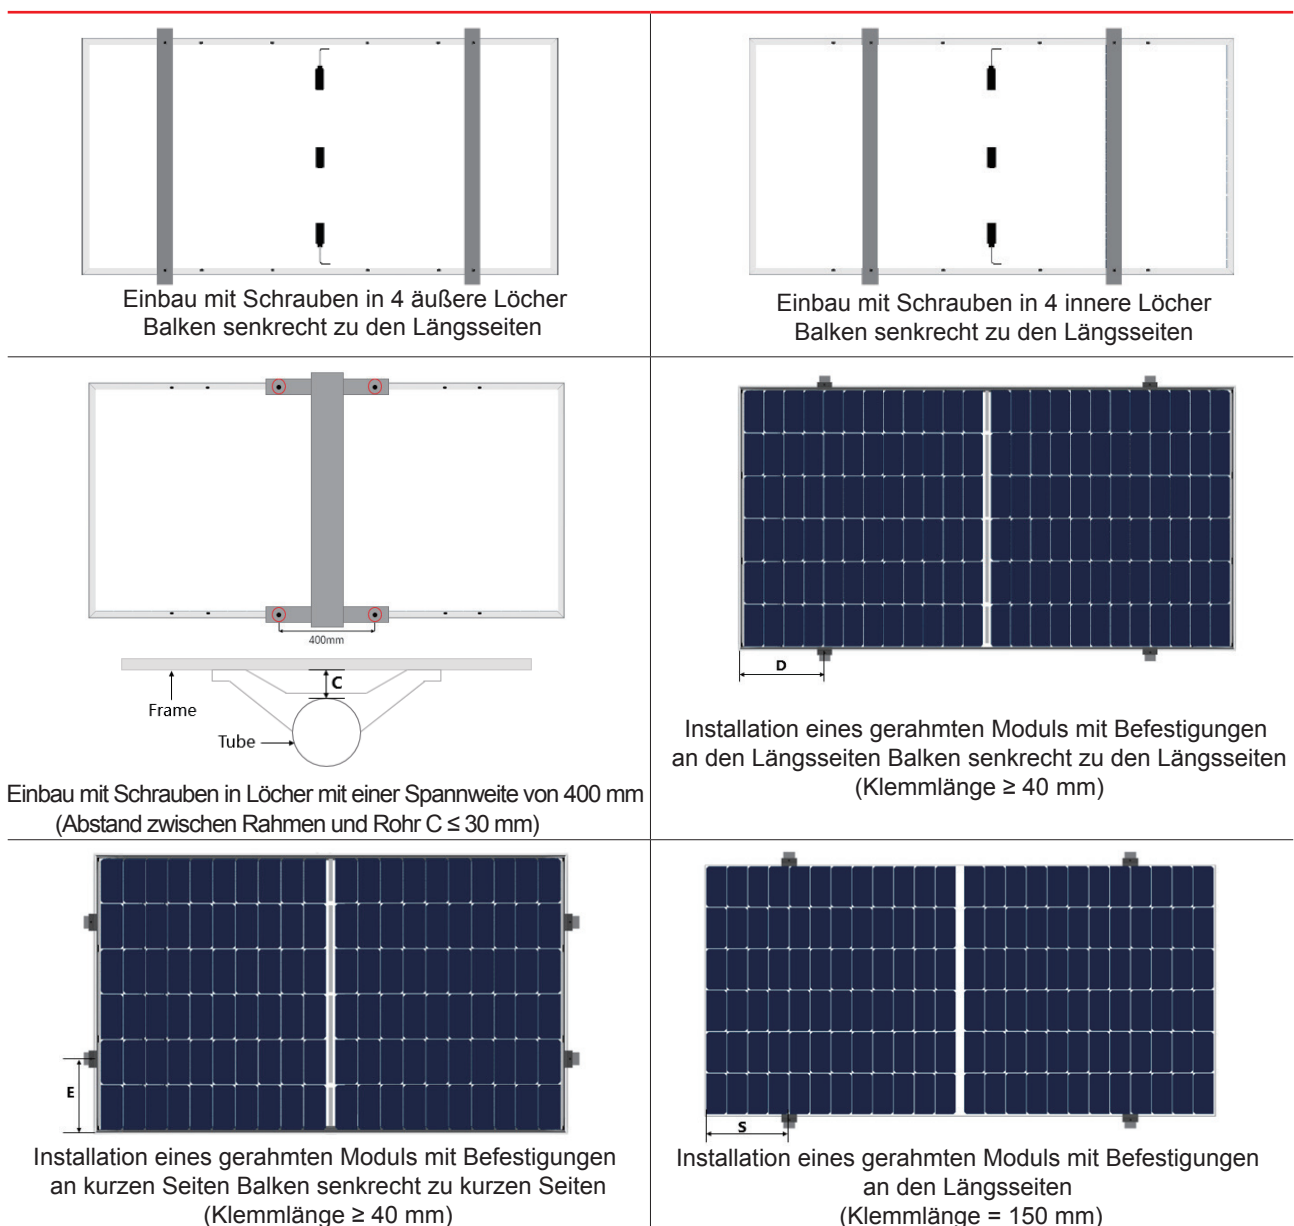 Einbau mit Schrauben in 4 äußere Löcher
Balken senkrecht zu den Längsseiten
Einbau mit Schrauben in 4 innere Löcher
Balken senkrecht zu den Längsseiten
400mm
C
Frame
Tube
Einbau mit Schrauben in Löcher mit einer Spannweite von 400 mm
(Abstand zwischen Rahmen und Rohr C ≤ 30 mm)
D
Installation eines gerahmten Moduls mit Befestigungen
an den Längsseiten Balken senkrecht zu den Längsseiten
(Klemmlänge ≥ 40 mm)
E
Installation eines gerahmten Moduls mit Befestigungen
an kurzen Seiten Balken senkrecht zu kurzen Seiten
(Klemmlänge ≥ 40 mm)
S
Installation eines gerahmten Moduls mit Befestigungen
an den Längsseiten
(Klemmlänge = 150 mm)